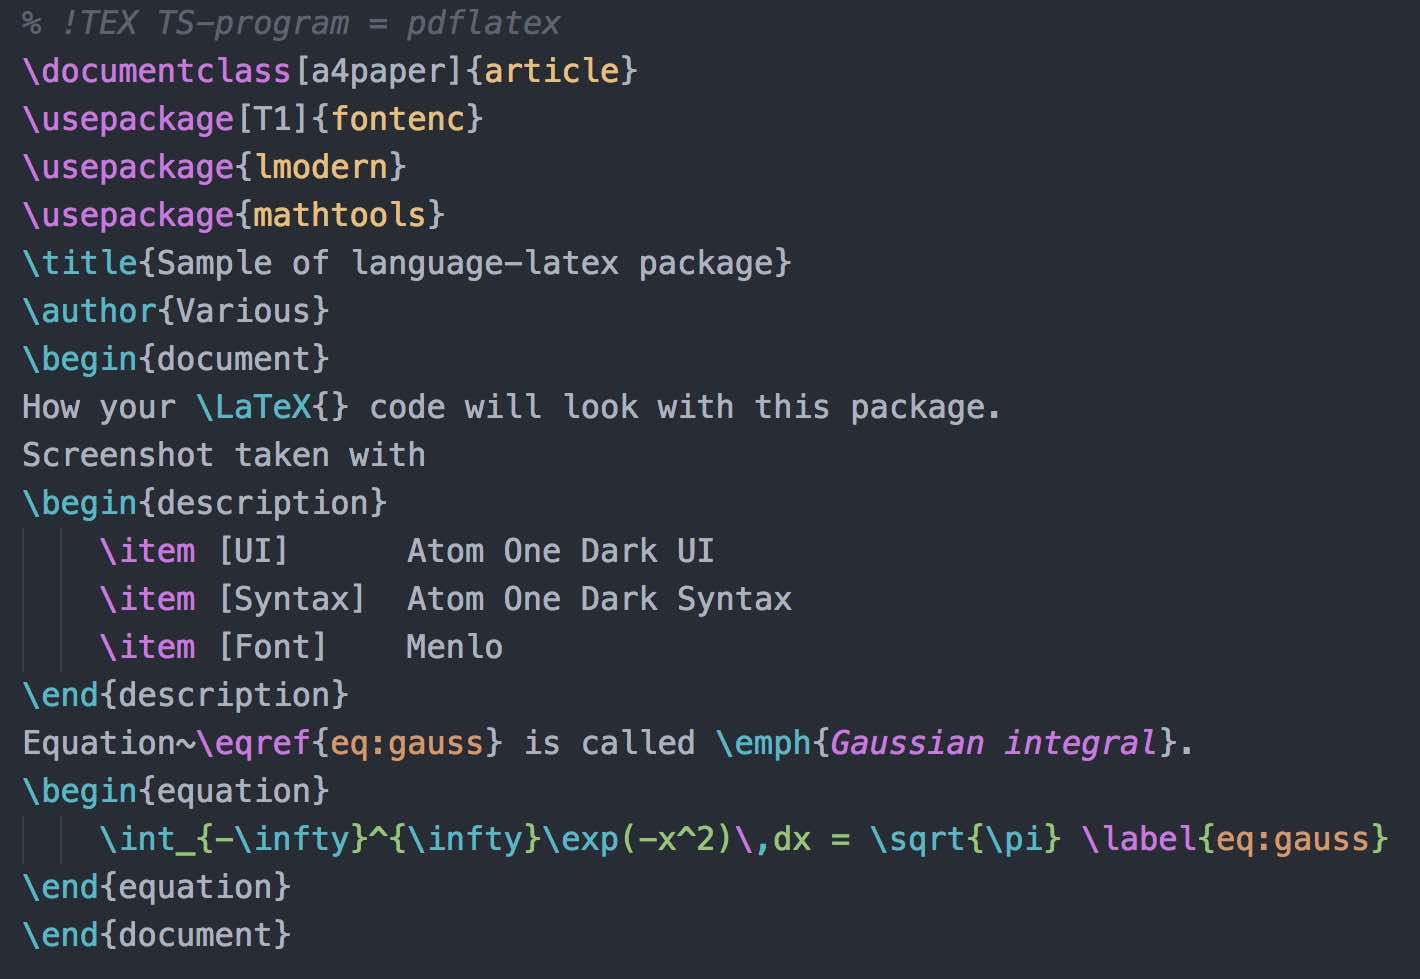 % !TEX TS-program = pdflatex
\documentclass[a4paper]{article}
\usepackage[T1]{fontenc}
\usepackage{lmodern}
\usepackage{mathtools}
\title{Sample of language-latex package}
\author{Various}
\begin{document}
How your \LaTeX{} code will look with this package.
Screenshot taken with
\begin{description}
    \item [UI]      Atom One Dark UI
    \item [Syntax]  Atom One Dark Syntax
    \item [Font]    Menlo
\end{description}
Equation~\eqref{eq:gauss} is called \emph{Gaussian integral}.
\begin{equation}
    \int_{-\infty}^{\infty}\exp(-x^2)\,dx = \sqrt{\pi} \label{eq:gauss}
\end{equation}
\end{document}